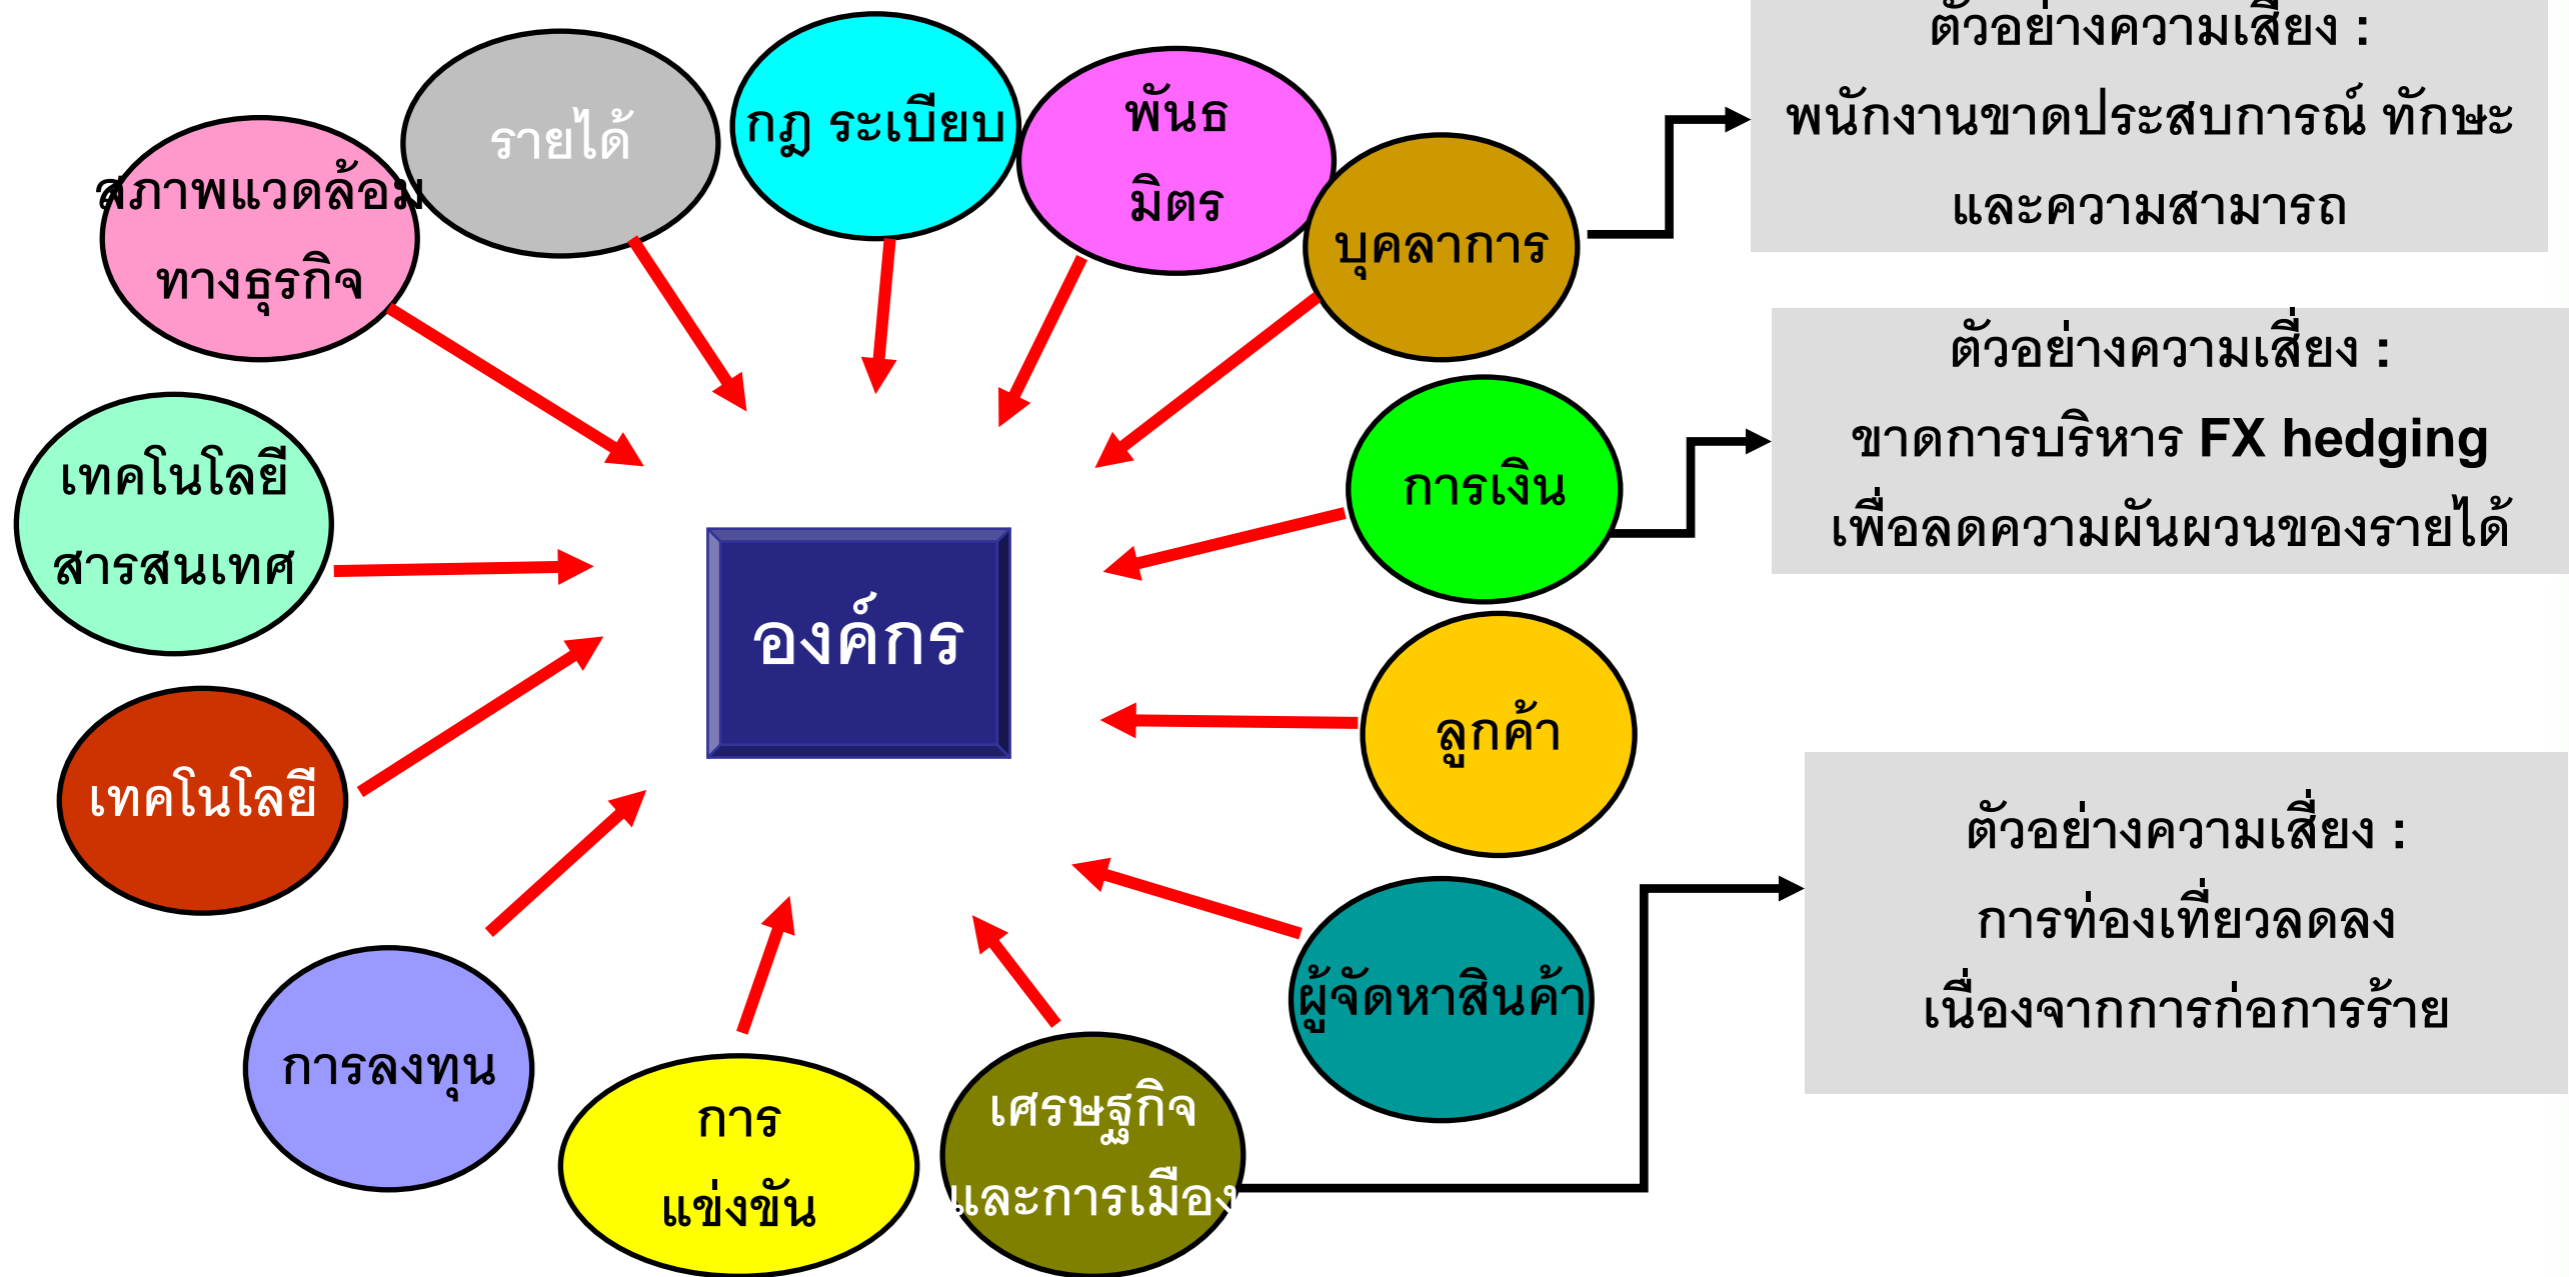 สภาพแวดล้อม
ทางธุรกิจ
รายได้
กฎ ระเบียบ
พันธ
มิตร
บุคลาการ
ตัวอย่างความเสี่ยง :
พนักงานขาดประสบการณ์ ทักษะ
และความสามารถ
การเงิน
ตัวอย่างความเสี่ยง :
ขาดการบริหาร FX hedging
เพื่อลดความผันผวนของรายได้
เทคโนโลยี
สารสนเทศ
องค์กร
ลูกค้า
เทคโนโลยี
ผู้จัดหาสินค้า
ตัวอย่างความเสี่ยง :
การท่องเที่ยวลดลง
เนื่องจากการก่อการร้าย
การลงทุน
การ
แข่งขัน
เศรษฐกิจ
และการเมือง